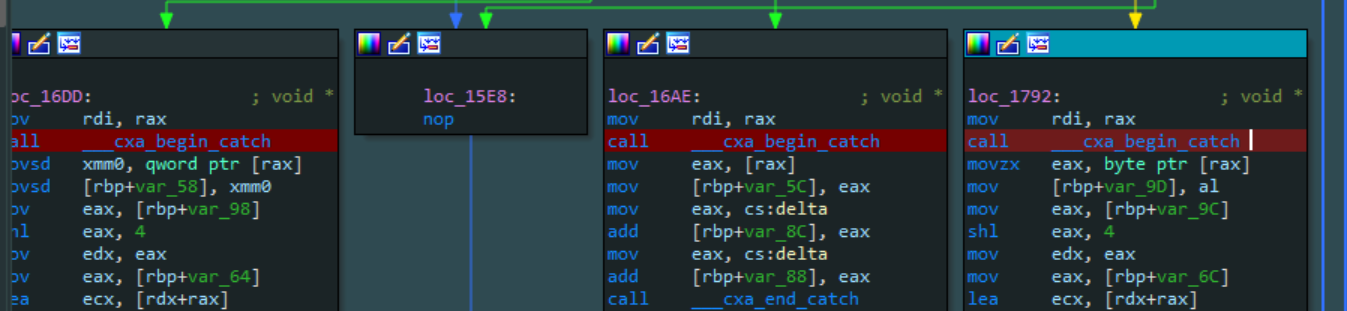 oc_16DD: ; void *
ov rdi, rax
all ___cxa_begin_catch
ovsd xmm0, qword ptr [rax]
ovsd [rbp+var_58], xmm0
ov eax, [rbp+var_98]
hl eax, 4
ov edx, eax
ov eax, [rbp+var_64]
ea ecx, [rdx+rax]
loc_15E8:
nop
loc_16AE: ; void *
mov rdi, rax
call ___cxa_begin_catch
mov eax, [rax]
mov [rbp+var_5C], eax
mov eax, cs:delta
add [rbp+var_8C], eax
mov eax, cs:delta
add [rbp+var_88], eax
call ___cxa_end_catch
loc_1792: ; void *
mov rdi, rax
call ___cxa_begin_catch
movzx eax, byte ptr [rax]
mov [rbp+var_9D], al
mov eax, [rbp+var_9C]
shl eax, 4
mov edx, eax
mov eax, [rbp+var_6C]
lea ecx, [rdx+rax]